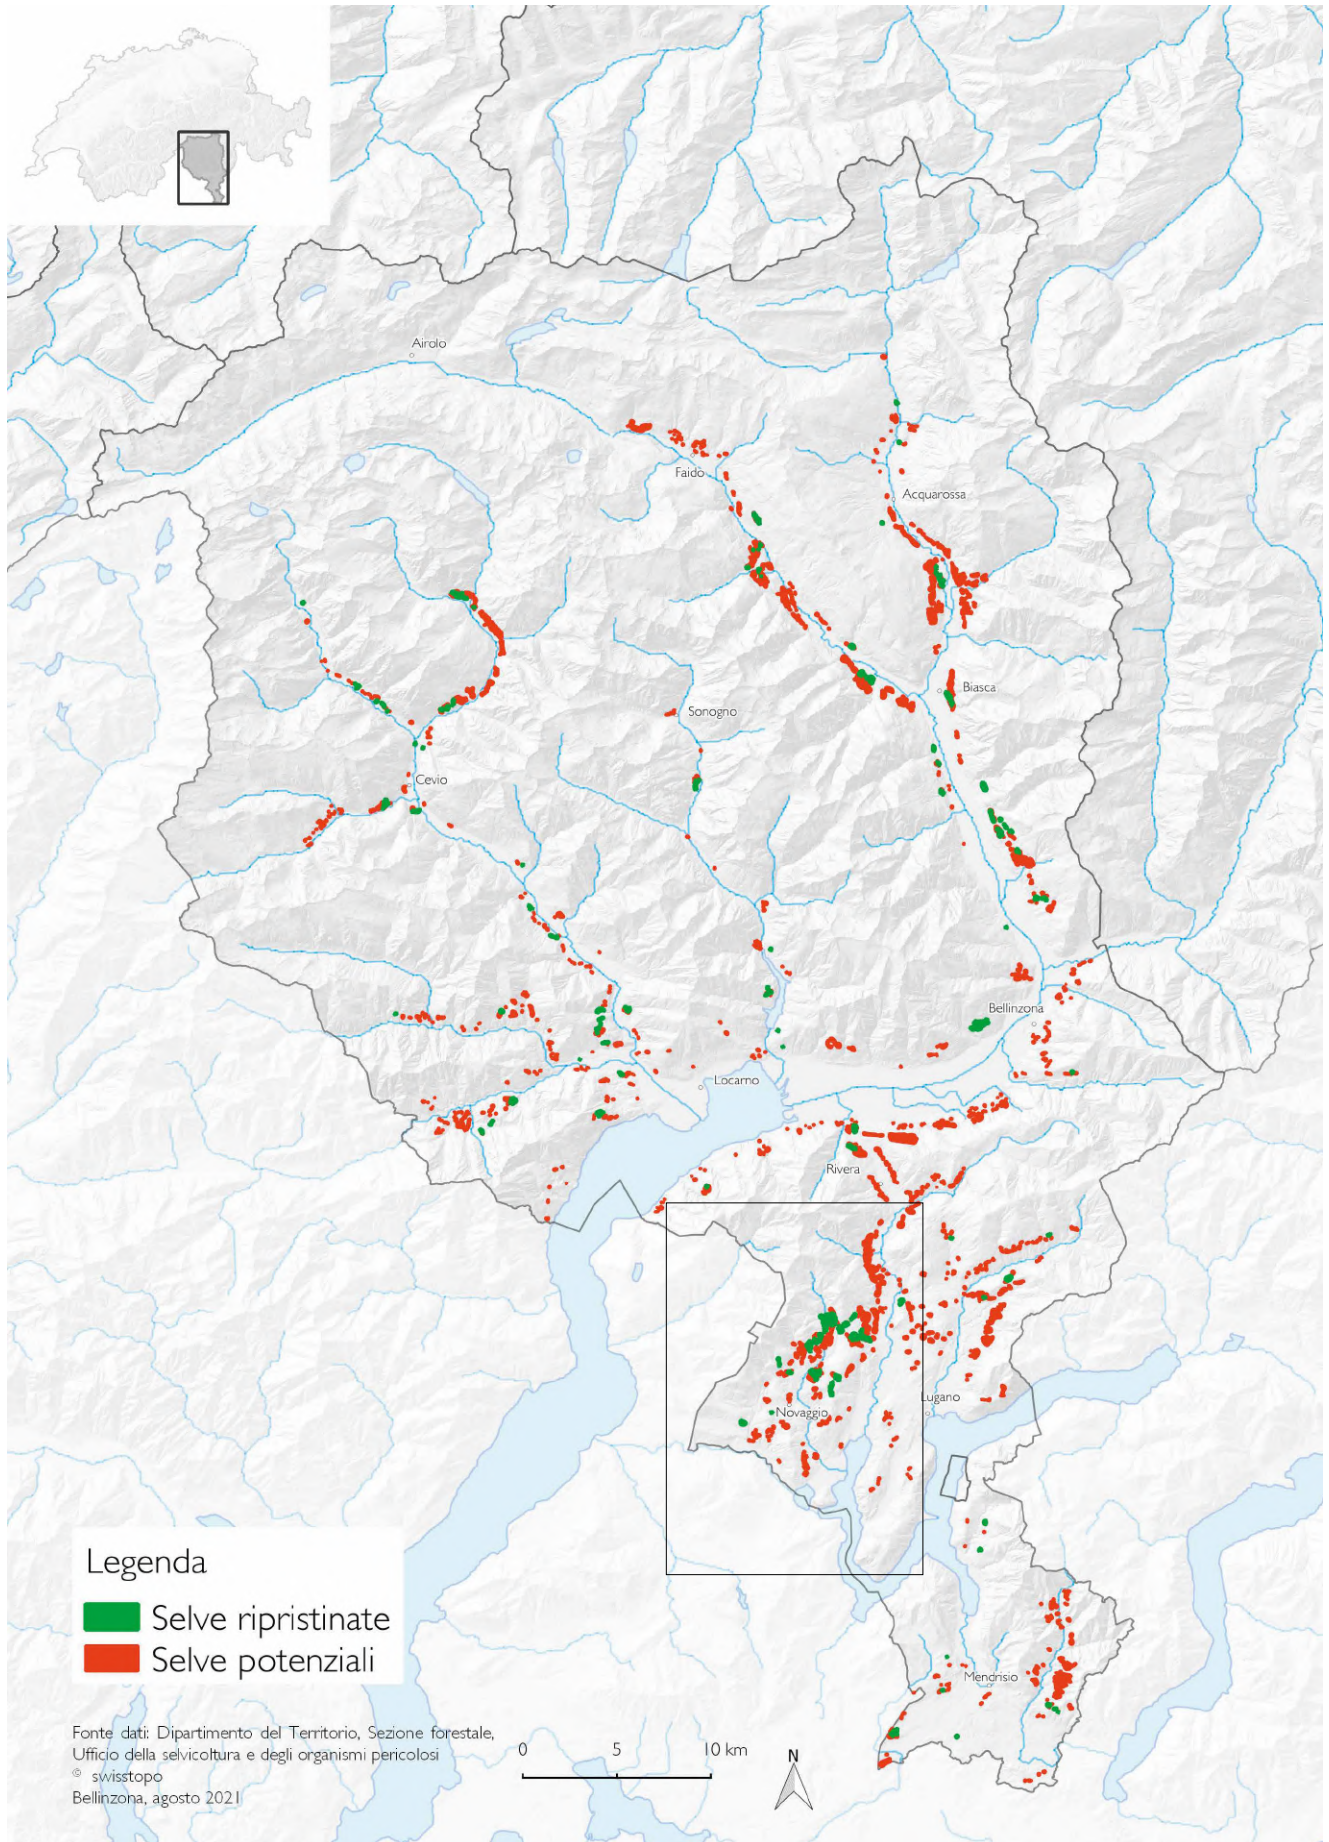 Airolo
Faido
Acquarossa
Biasca
Sonogno
Cevio
Bellinzona
Locarno
Rivera
Lugano
Novaggio
Mendrisio
Legenda
Selve ripristinate
Selve potenziali
Fonte dati: Dipartimento del Territorio, Sezione forestale,
Ufficio della selvicoltura e degli organismi pericolosi
© swisstopo
Bellinzona, agosto 2021
0 5 10 km
N